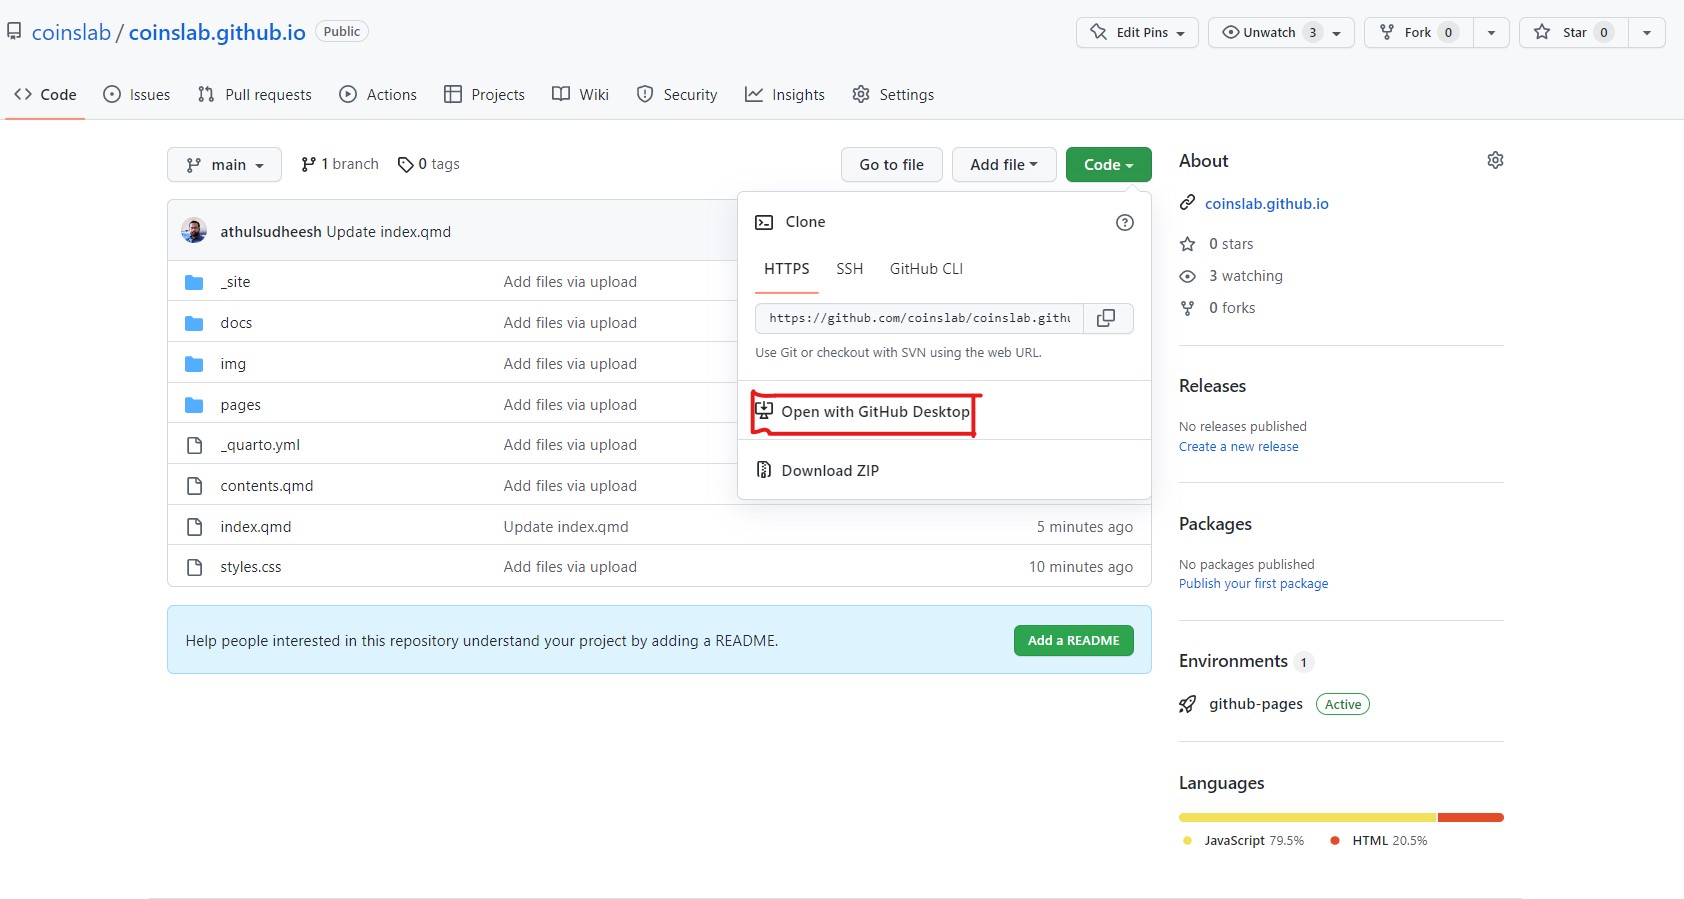 coinslab / coinslab.github.io Public
Edit Pins Unwatch 3 Fork 0 Star 0
Code Issues Pull requests Actions Projects Wiki Security Insights Settings
main 1 branch 0 tags Go to file Add file Code
athulsudheesh Update index.qmd
_site Add files via upload
docs Add files via upload
img Add files via upload
pages Add files via upload
_quarto.yml Add files via upload
contents.qmd Add files via upload
index.qmd Update index.qmd 5 minutes ago
styles.css Add files via upload 10 minutes ago
Clone
HTTPS SSH GitHub CLI
https://github.com/coinslab/coinslab.githu
Use Git or checkout with SVN using the web URL.
Open with GitHub Desktop
Download ZIP
Help people interested in this repository understand your project by adding a README. Add a README
About
coinslab.github.io
0 stars
3 watching
0 forks
Releases
No releases published
Create a new release
Packages
No packages published
Publish your first package
Environments 1
github-pages Active
Languages
JavaScript 79.5% HTML 20.5%